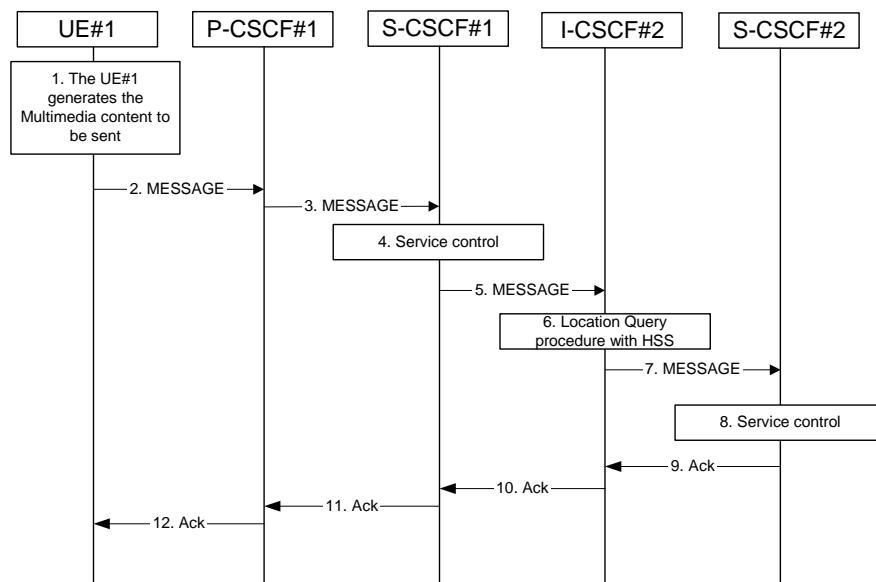 UE#1
P-CSCF#1
S-CSCF#1
I-CSCF#2
S-CSCF#2
1. The UE#1
generates the
Multimedia content to
be sent
2. MESSAGE
3. MESSAGE
4. Service control
5. MESSAGE
6. Location Query
procedure with HSS
7. MESSAGE
8. Service control
9. Ack
10. Ack
11. Ack
12. Ack